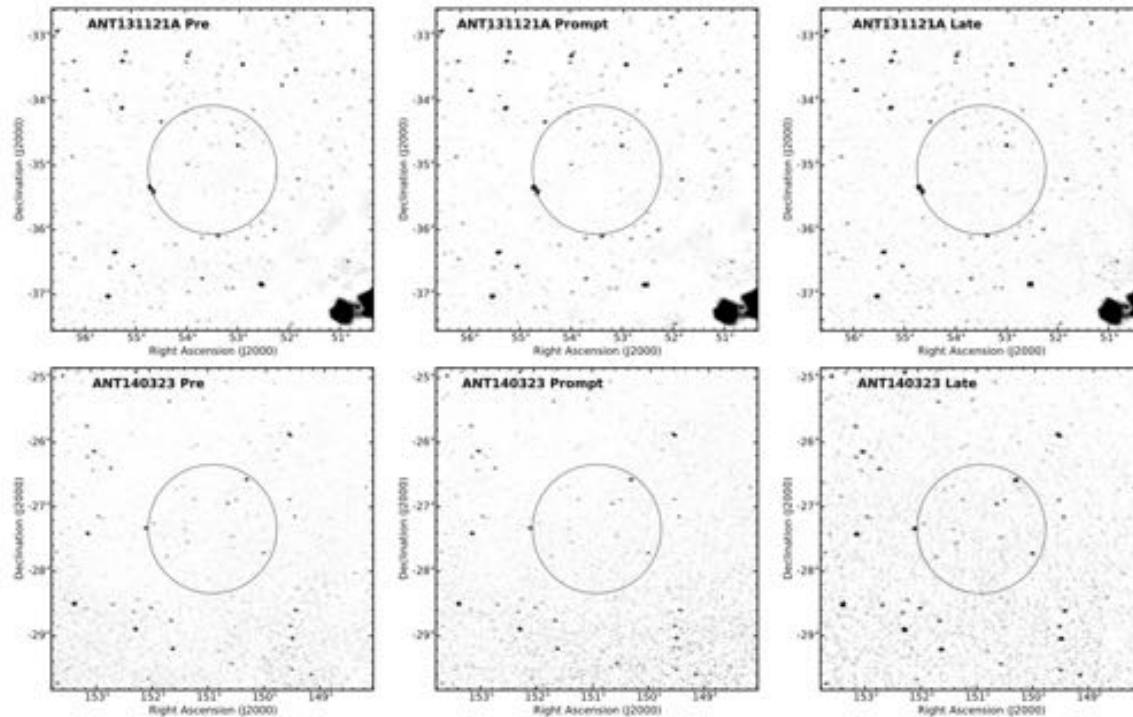 ANT131121A Pre
-33°
-34°
-35°
-36°
-37°
Declination (J2000)
56° 55° 54° 53° 52° 51°
Right Ascension (J2000)
ANT131121A Prompt
-33°
-34°
-35°
-36°
-37°
Declination (J2000)
56° 55° 54° 53° 52° 51°
Right Ascension (J2000)
ANT131121A Late
-33°
-34°
-35°
-36°
-37°
Declination (J2000)
56° 55° 54° 53° 52° 51°
Right Ascension (J2000)
ANT140323 Pre
-25°
-26°
-27°
-28°
-29°
Declination (J2000)
153° 152° 151° 150° 149°
Right Ascension (J2000)
ANT140323 Prompt
-25°
-26°
-27°
-28°
-29°
Declination (J2000)
153° 152° 151° 150° 149°
Right Ascension (J2000)
ANT140323 Late
-25°
-26°
-27°
-28°
-29°
Declination (J2000)
153° 152° 151° 150° 149°
Right Ascension (J2000)